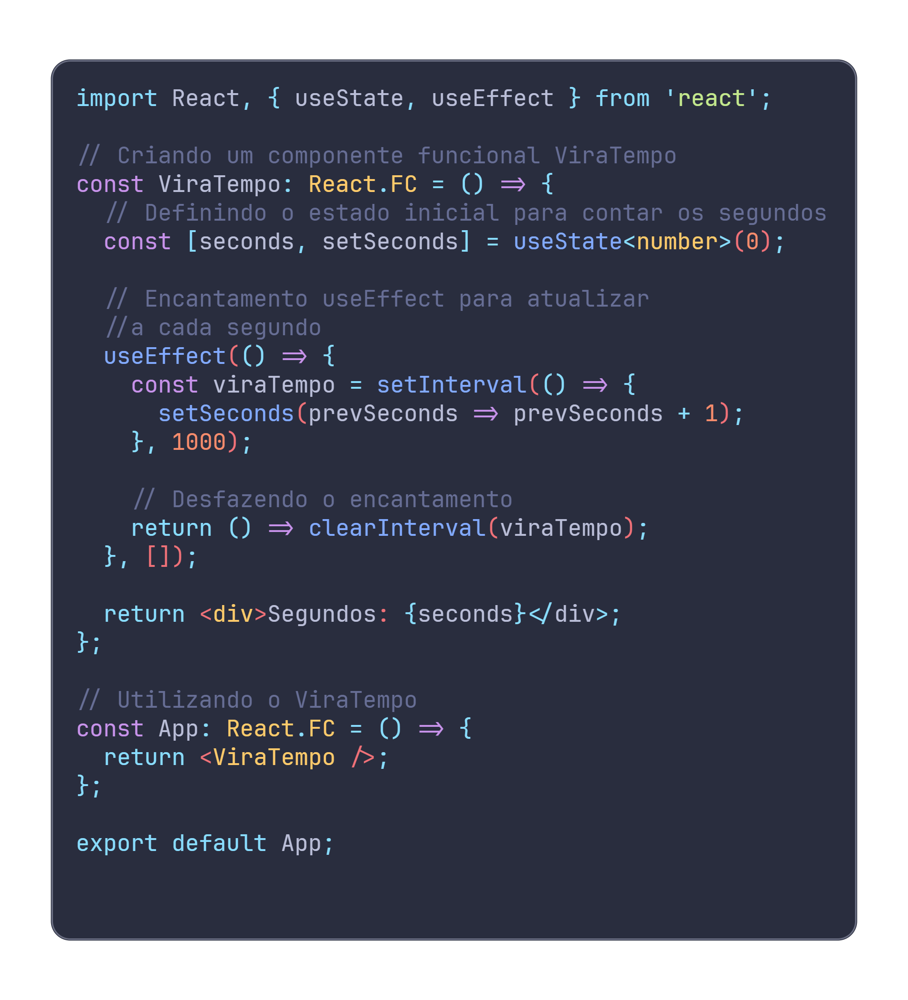 import React, { useState, useEffect } from 'react';
// Criando um componente funcional ViraTempo
const ViraTempo: React.FC = () => {
  // Definindo o estado inicial para contar os segundos
  const [seconds, setSeconds] = useState<number>(0);
  // Encantamento useEffect para atualizar
  //a cada segundo
  useEffect(() => {
    const viraTempo = setInterval(() => {
      setSeconds(prevSeconds => prevSeconds + 1);
    }, 1000);
    // Desfazendo o encantamento
    return () => clearInterval(viraTempo);
  }, []);
  return <div>Segundos: {seconds}</div>;
};
// Utilizando o ViraTempo
const App: React.FC = () => {
  return <ViraTempo />;
};
export default App;